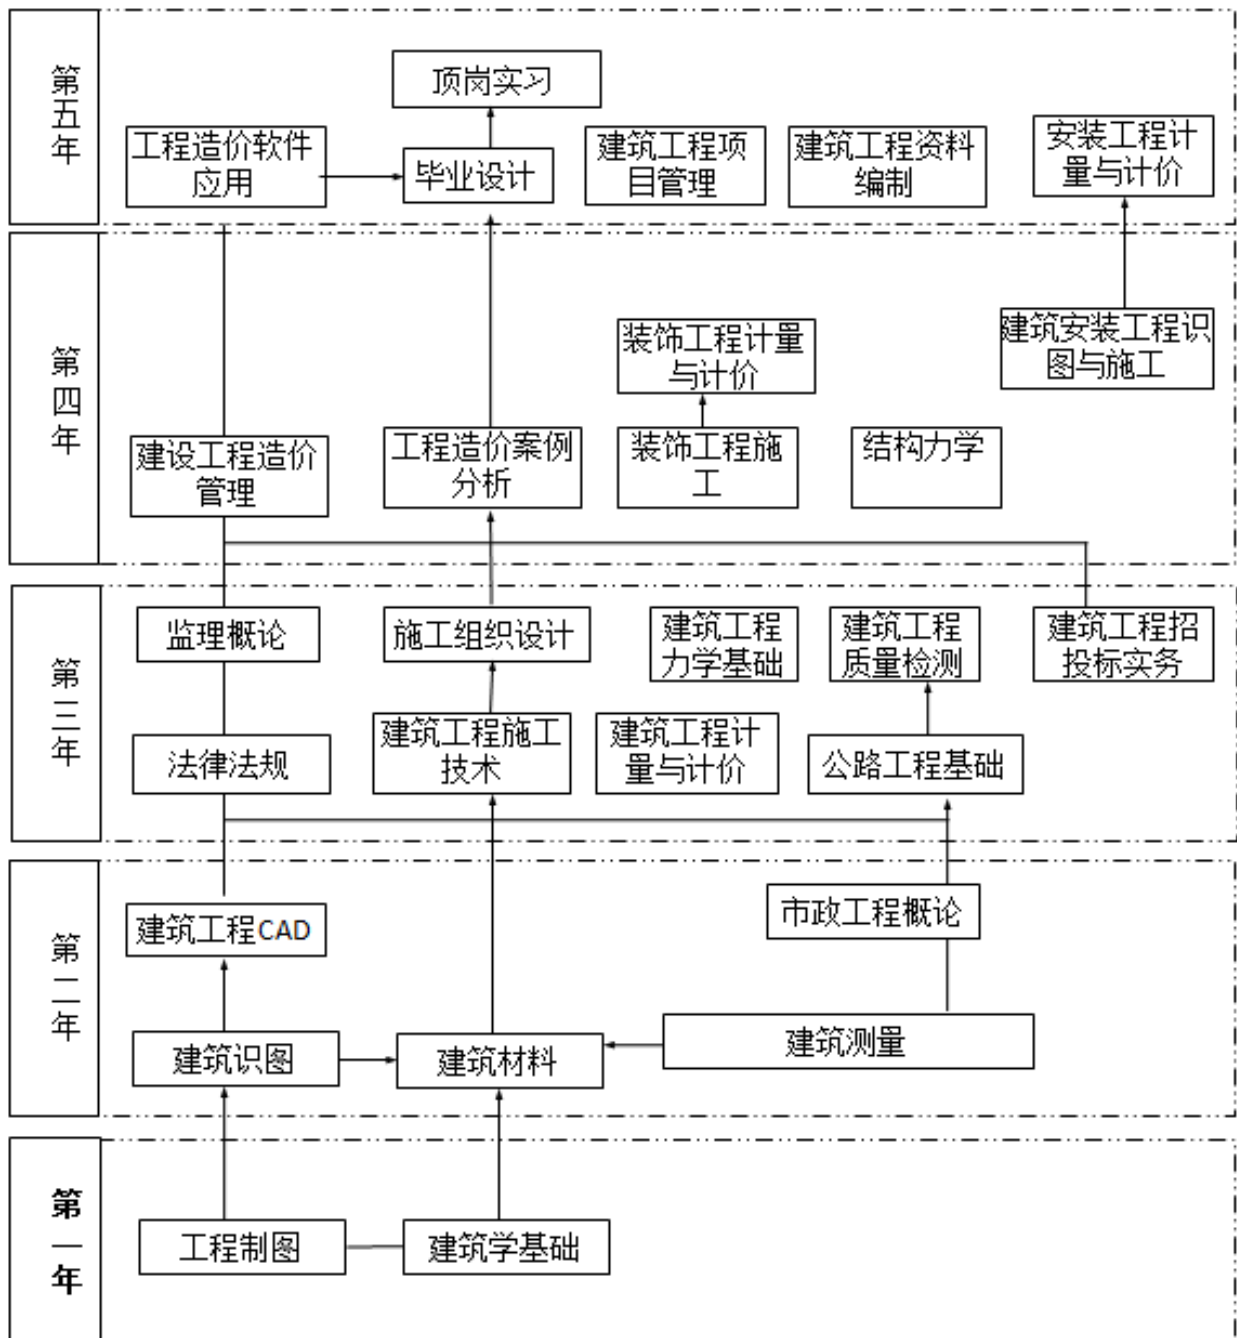 第五年
顶岗实习
工程造价软件
应用
毕业设计
建筑工程项
目管理
建筑工程资料
编制
安装工程计
量与计价
第四年
装饰工程计量
与计价
建筑安装工程识
图与施工
建设工程造价
管理
工程造价案例
分析
装饰工程施
工
结构力学
第三年
监理概论
施工组织设计
建筑工程
力学基础
建筑工程
质量检测
建筑工程招
投标实务
法律法规
建筑工程施工
技术
建筑工程计
量与计价
公路工程基础
第二年
建筑工程CAD
市政工程概论
建筑识图
建筑材料
建筑测量
第一年
工程制图
建筑学基础